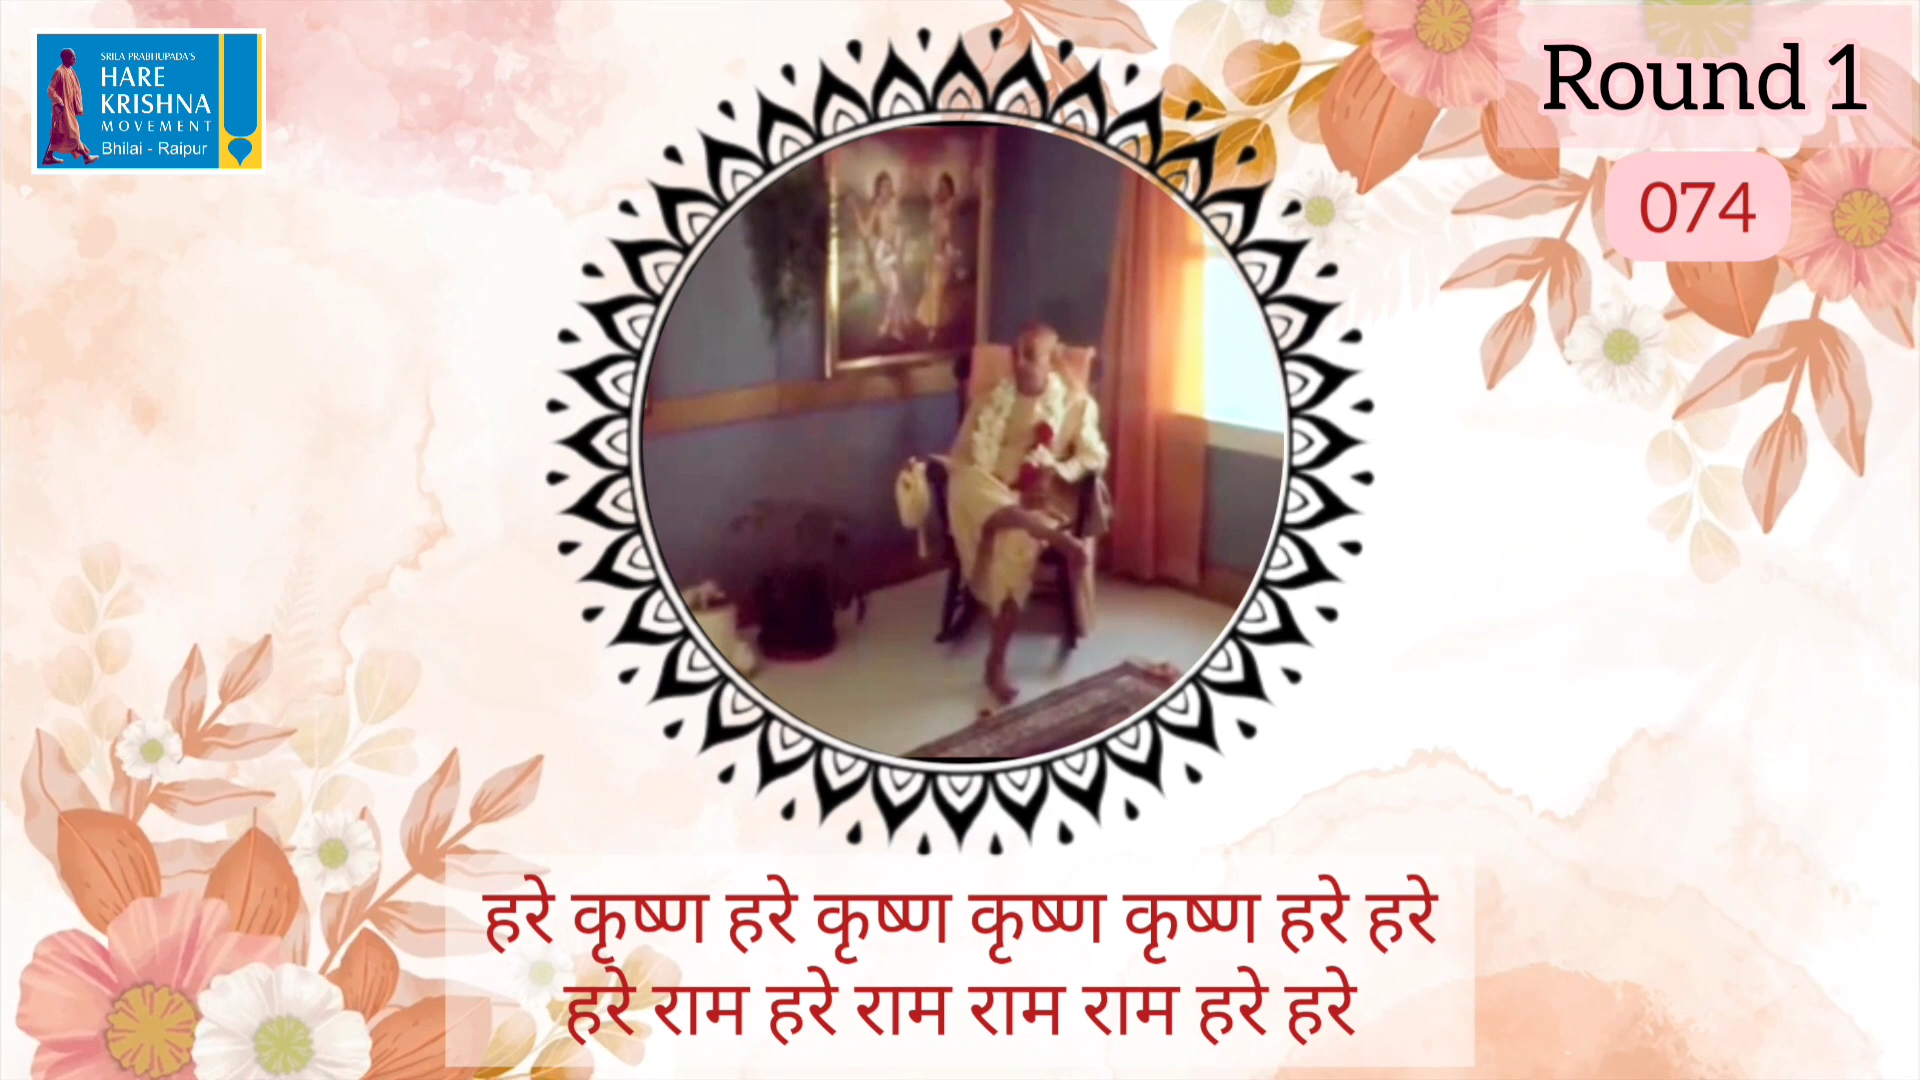 SRILA PRABHUPADA'S
HARE
KRISHNA
MOVEMENT
Bhilai - Raipur
Round 1
074
हरे कृष्ण हरे कृष्ण कृष्ण कृष्ण हरे हरे
हरे राम हरे राम राम राम हरे हरे